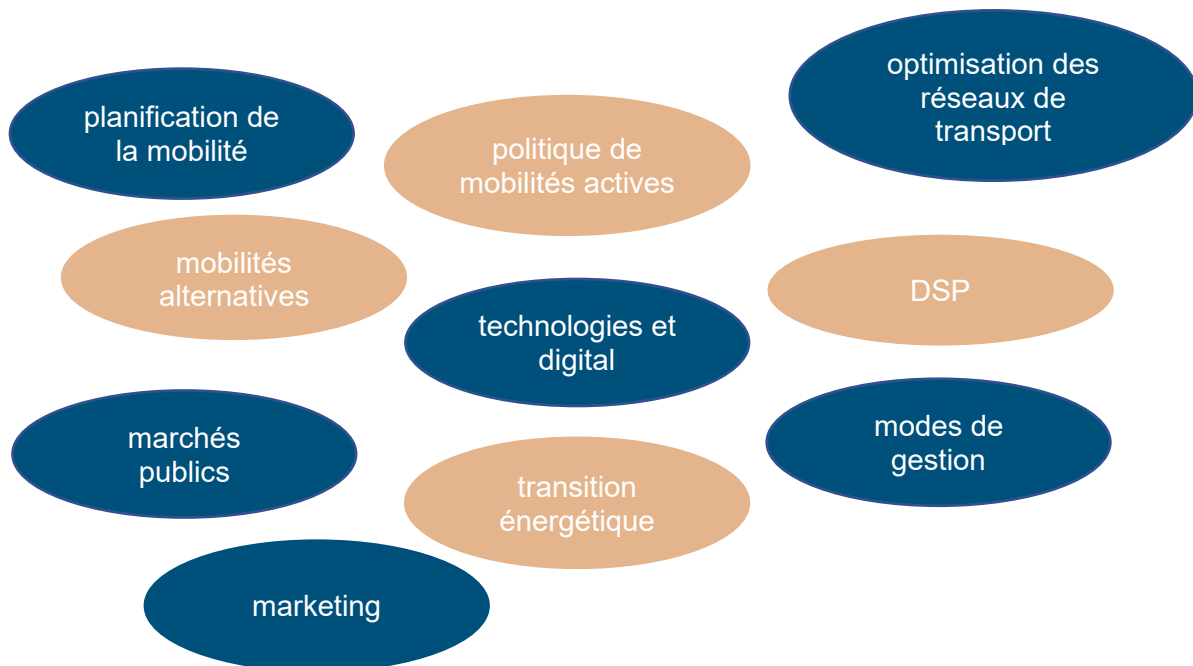 planification de
la mobilité
politique de
mobilités actives
optimisation des
réseaux de
transport
mobilités
alternatives
technologies et
digital
DSP
marchés
publics
transition
énergétique
modes de
gestion
marketing